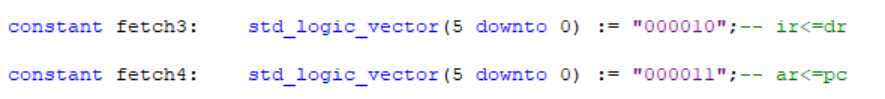 constant fetch3:    std_logic_vector(5 downto 0) := "000010";-- ir<=dr
constant fetch4:    std_logic_vector(5 downto 0) := "000011";-- ar<=pc